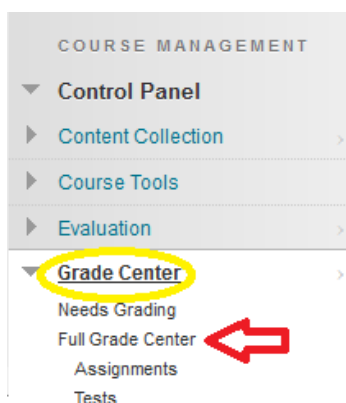 COURSE MANAGEMENT
Control Panel
Content Collection
Course Tools
Evaluation
Grade Center
Needs Grading
Full Grade Center
Assignments
Tests